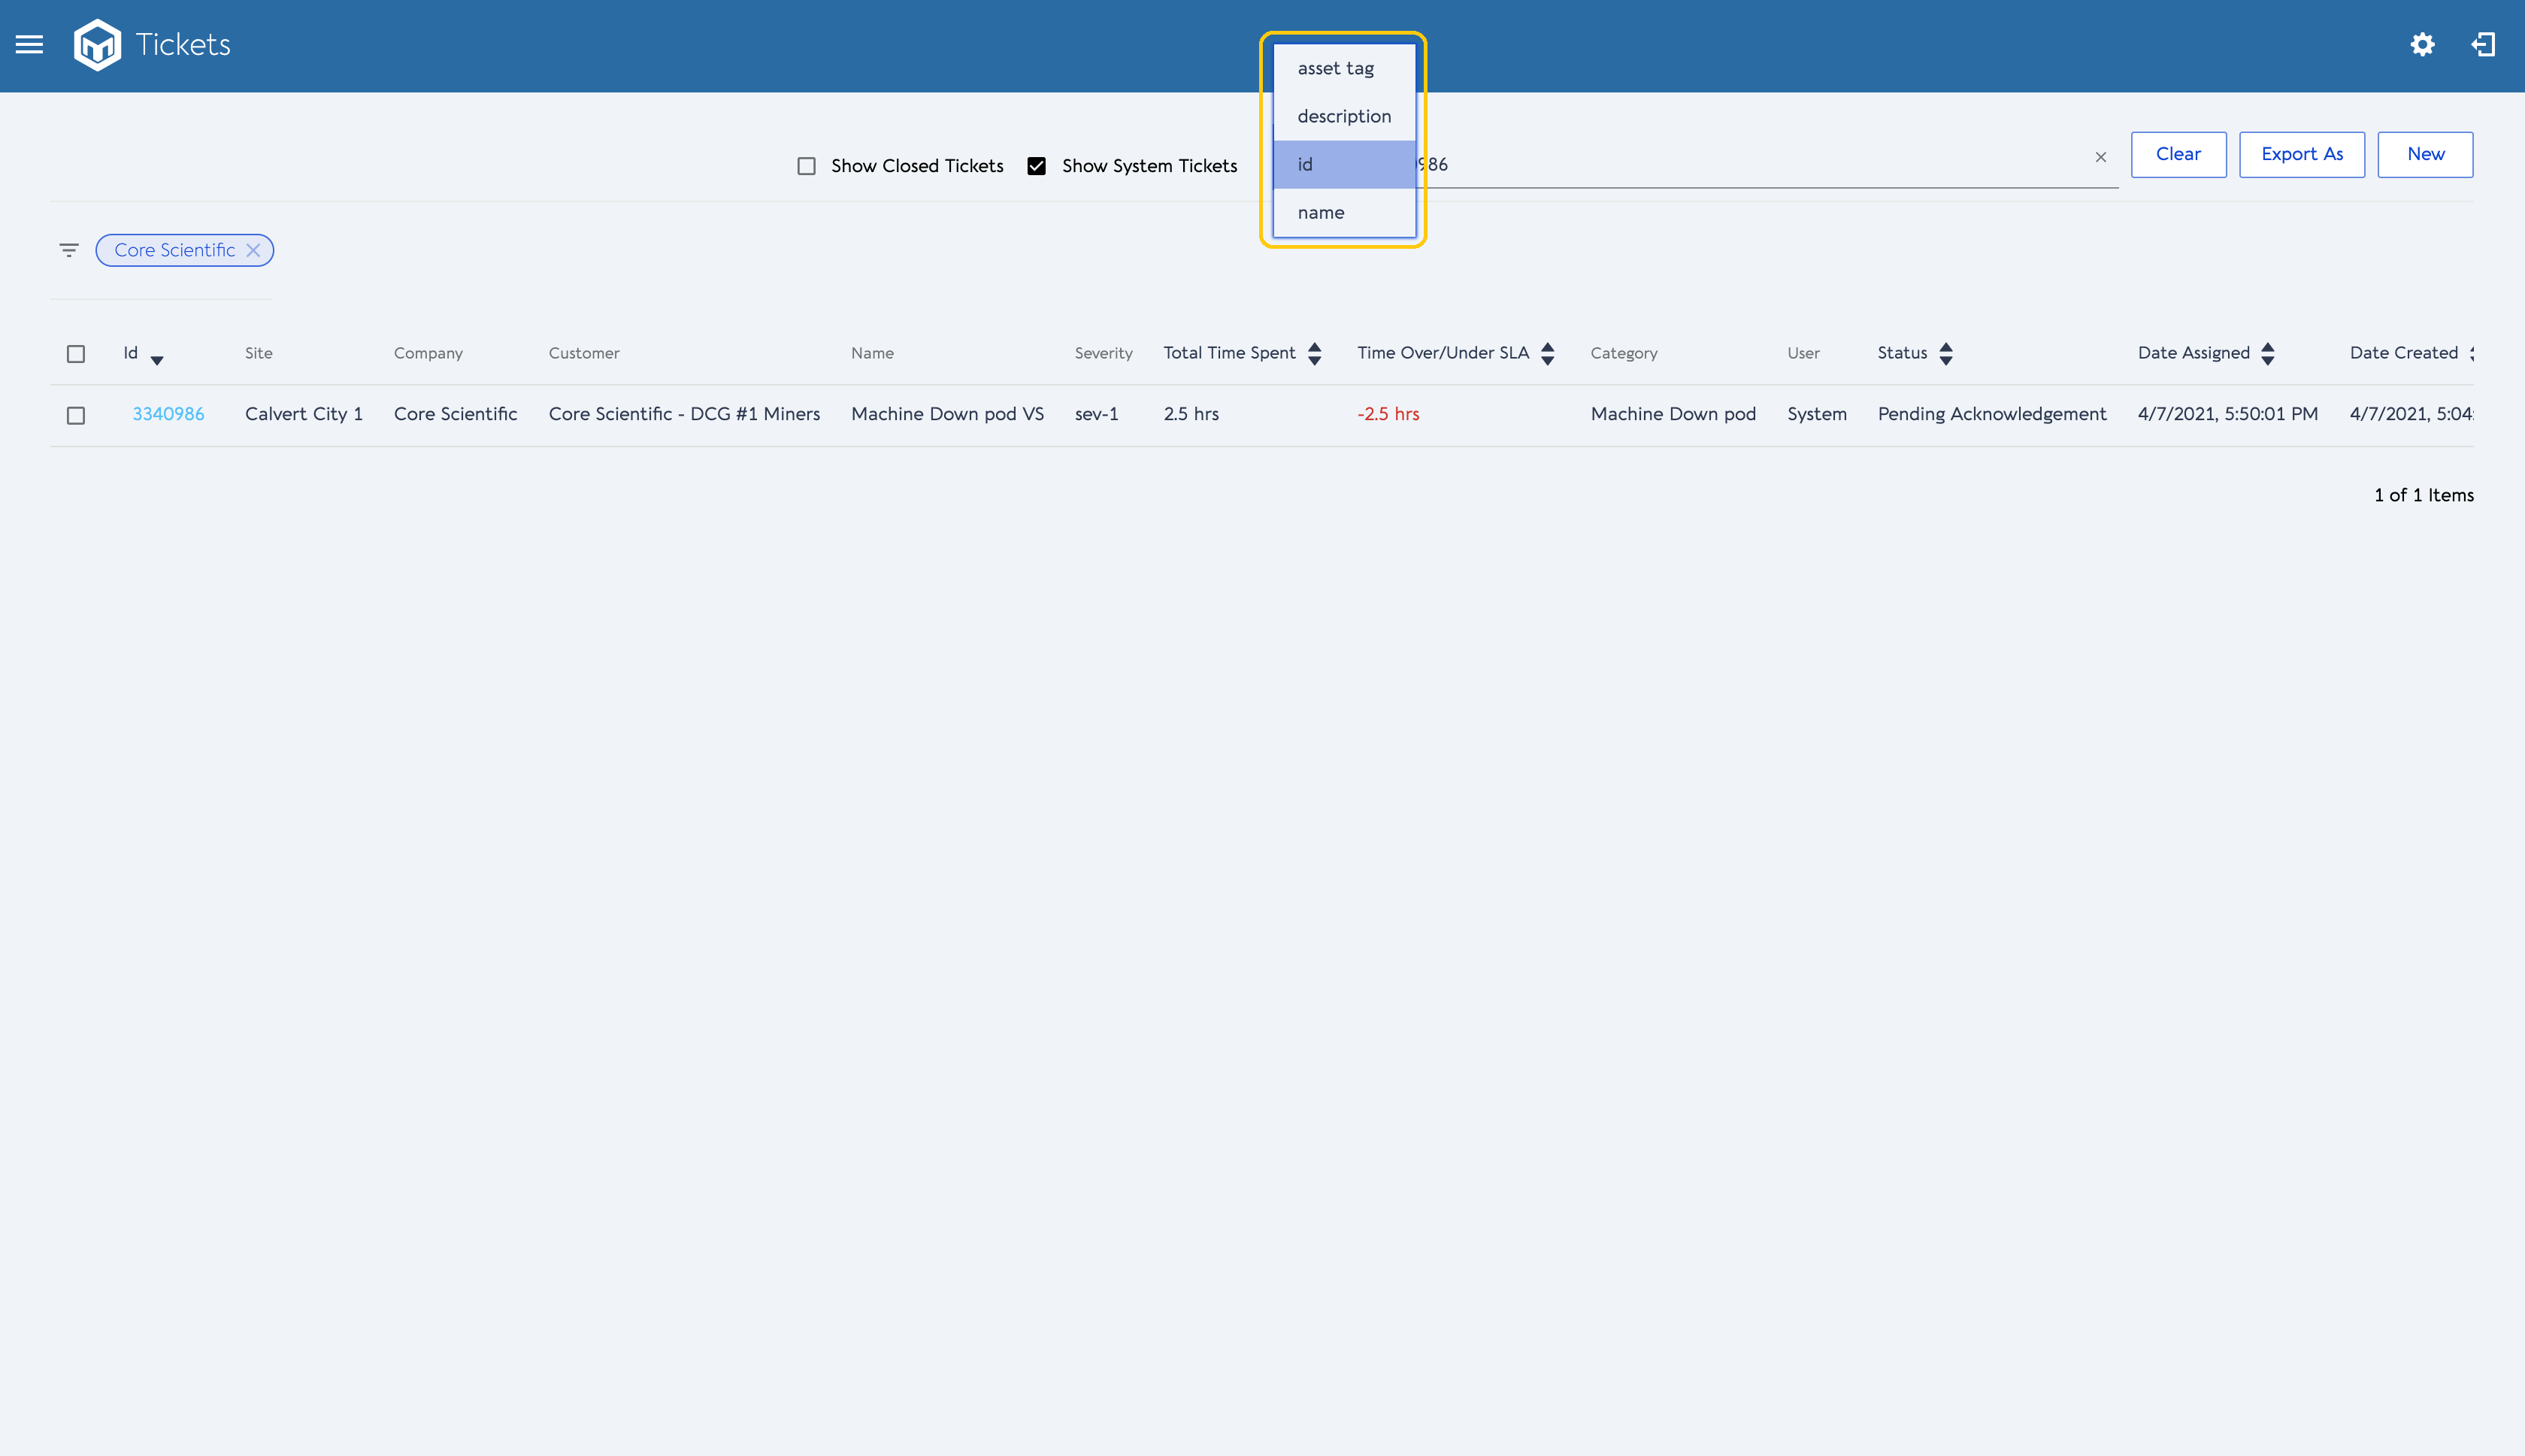 Tickets
asset tag
description
Show Closed Tickets Show System Tickets id 986 Clear Export As New
name
Core Scientific
Id Site Company Customer Name Severity Total Time Spent Time Over/Under SLA Category User Status Date Assigned Date Created
3340986 Calvert City 1 Core Scientific Core Scientific - DCG #1 Miners Machine Down pod VS sev-1 2.5 hrs -2.5 hrs Machine Down pod System Pending Acknowledgement 4/7/2021, 5:50:01 PM 4/7/2021, 5:04:
1 of 1 Items